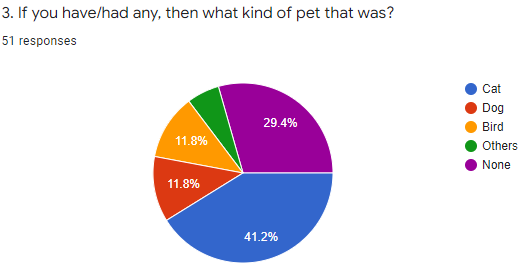 3. If you have/had any, then what kind of pet that was?
51 responses
29.4%
11.8%
11.8%
41.2%
Cat
Dog
Bird
Others
None